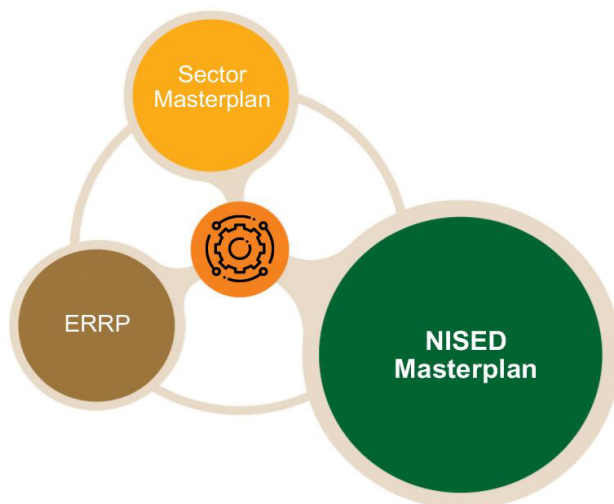 Sector
Masterplan
ERRP
NISED
Masterplan